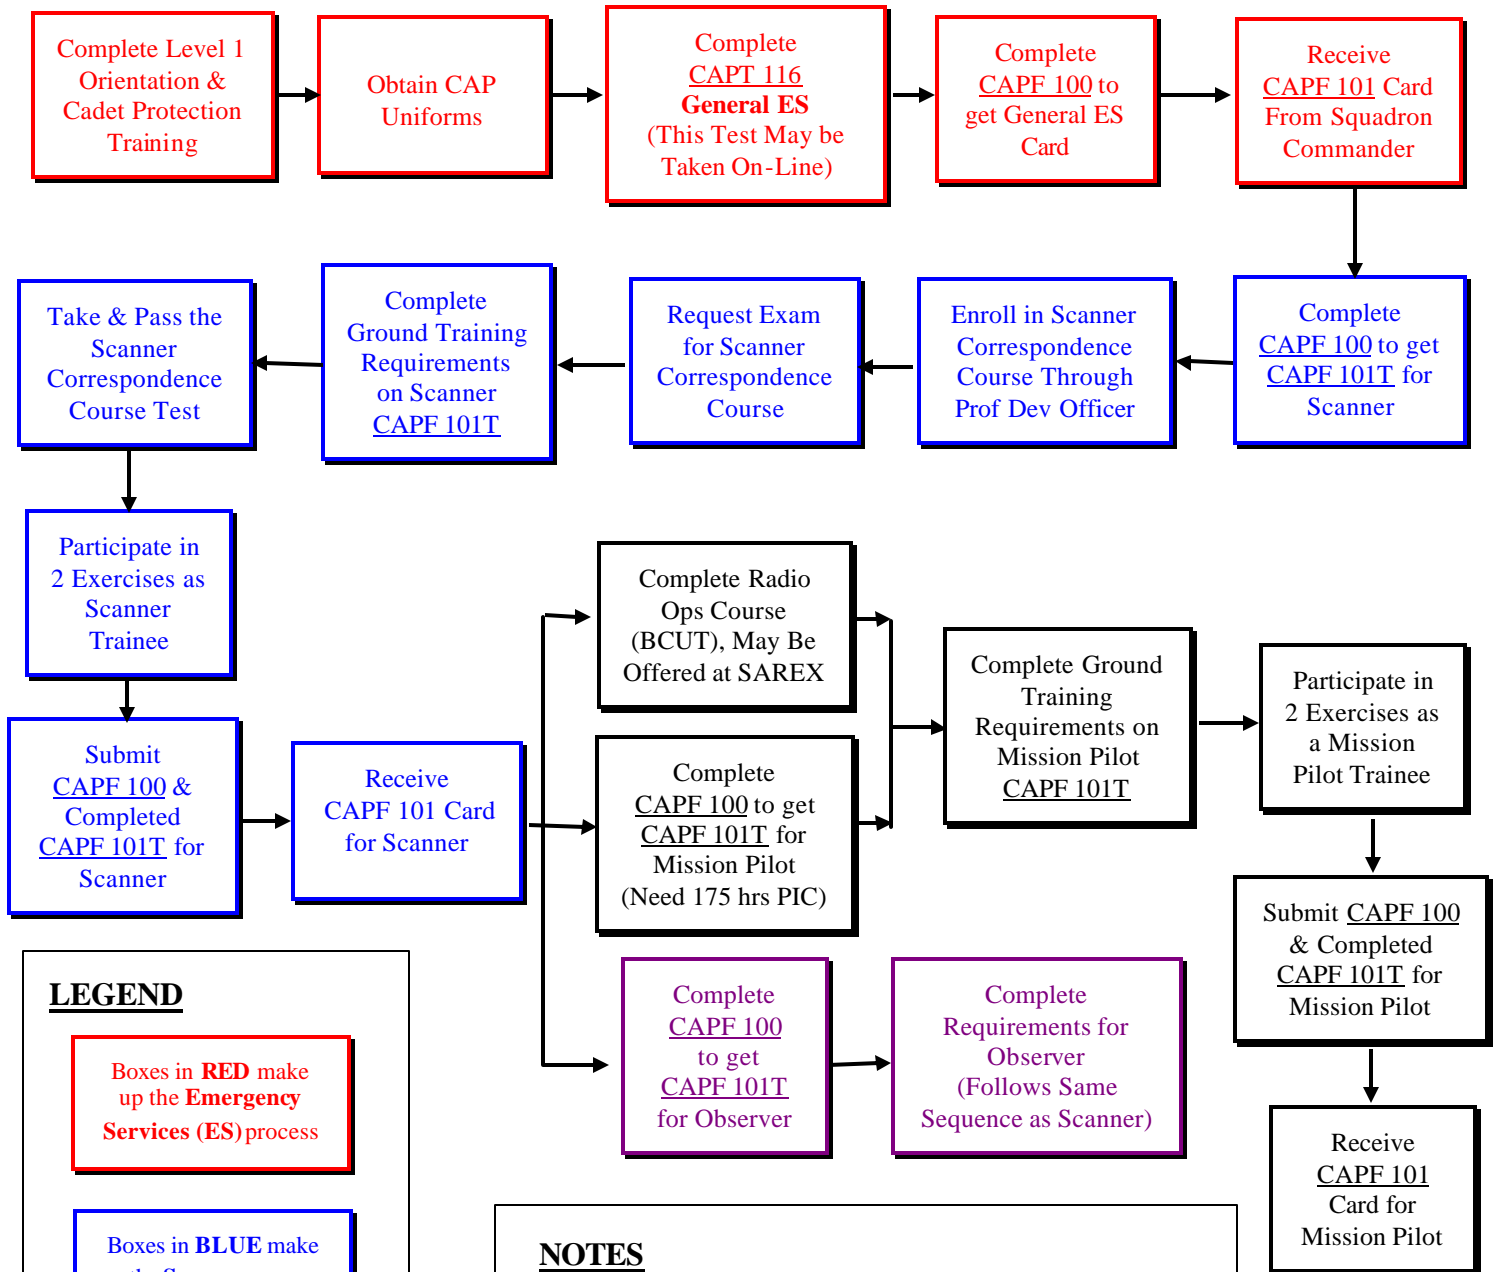 Complete Level 1
Orientation &
Cadet Protection
Training
Obtain CAP
Uniforms
Complete
CAPT 116
General ES
(This Test May be
Taken On-Line)
Complete
CAPF 100 to
get General ES
Card
Receive
CAPF 101 Card
From Squadron
Commander
Complete
CAPF 100 to get
CAPF 101T for
Scanner
Enroll in Scanner
Correspondence
Course Through
Prof Dev Officer
Request Exam
for Scanner
Correspondence
Course
Complete
Ground Training
Requirements
on Scanner
CAPF 101T
Take & Pass the
Scanner
Correspondence
Course Test
Participate in
2 Exercises as
Scanner
Trainee
Submit
CAPF 100 &
Completed
CAPF 101T for
Scanner
Receive
CAPF 101 Card
for Scanner
Complete Radio
Ops Course
(BCUT), May Be
Offered at SAREX
Complete
CAPF 100 to get
CAPF 101T for
Mission Pilot
(Need 175 hrs PIC)
Complete Ground
Training
Requirements on
Mission Pilot
CAPF 101T
Participate in
2 Exercises as
a Mission
Pilot Trainee
Submit CAPF 100
& Completed
CAPF 101T for
Mission Pilot
Receive
CAPF 101
Card for
Mission Pilot
Complete
CAPF 100
to get
CAPF 101T
for Observer
Complete
Requirements for
Observer
(Follows Same
Sequence as Scanner)
LEGEND
Boxes in RED make
up the Emergency
Services (ES) process
Boxes in BLUE make
NOTES